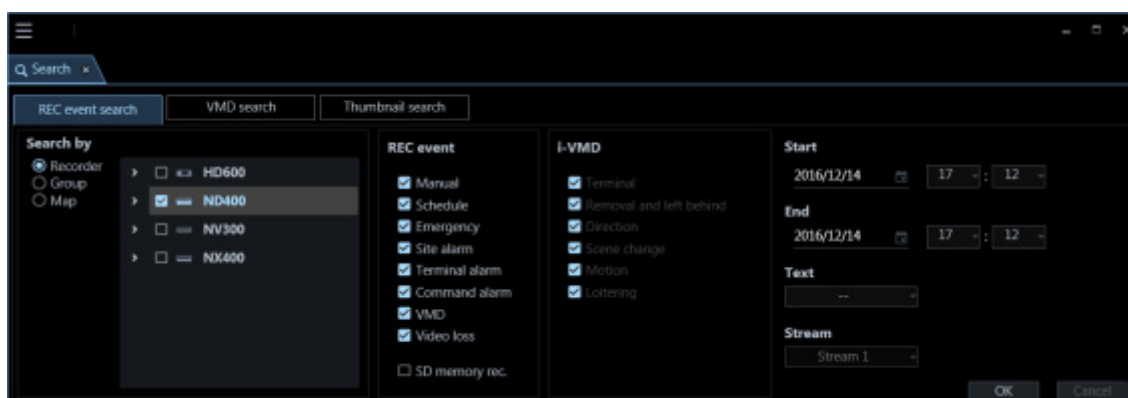 Search ×
REC event search
VMD search
Thumbnail search
Search by
Recorder
Group
Map
HD600
ND400
NV300
NX400
REC event
Manual
Schedule
Emergency
Site alarm
Terminal alarm
Command alarm
VMD
Video loss
SD memory rec.
i-VMD
Terminal
Removal and left behind
Direction
Scene change
Motion
Loitering
Start
2016/12/14 17 : 12
End
2016/12/14 17 : 12
Text
--
Stream
Stream 1
OK Cancel